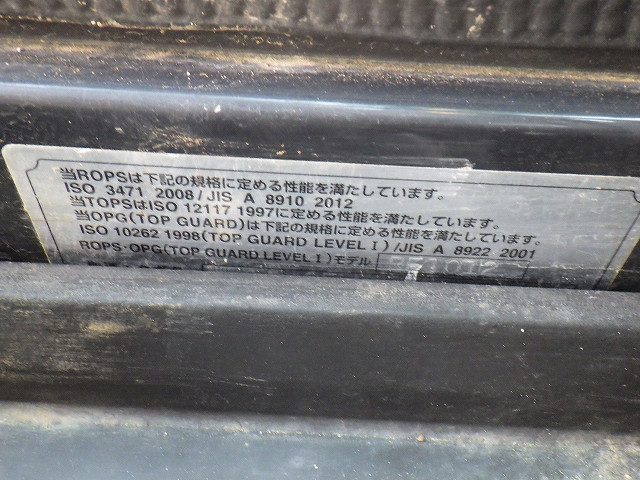 当ROPSは下記の規格に定める性能を満たしています。
ISO 3471 2008/JIS A 8910 2012
当TOPSはISO 12117 1997に定める性能を満たしています。
当OPG(TOP GUARD)は下記の規格に定める性能を満たしています。
ISO 10262 1998(TOP GUARD LEVEL I)/JIS A 8922 2001
ROPS·OPG(TOP GUARD LEVEL I)モデル